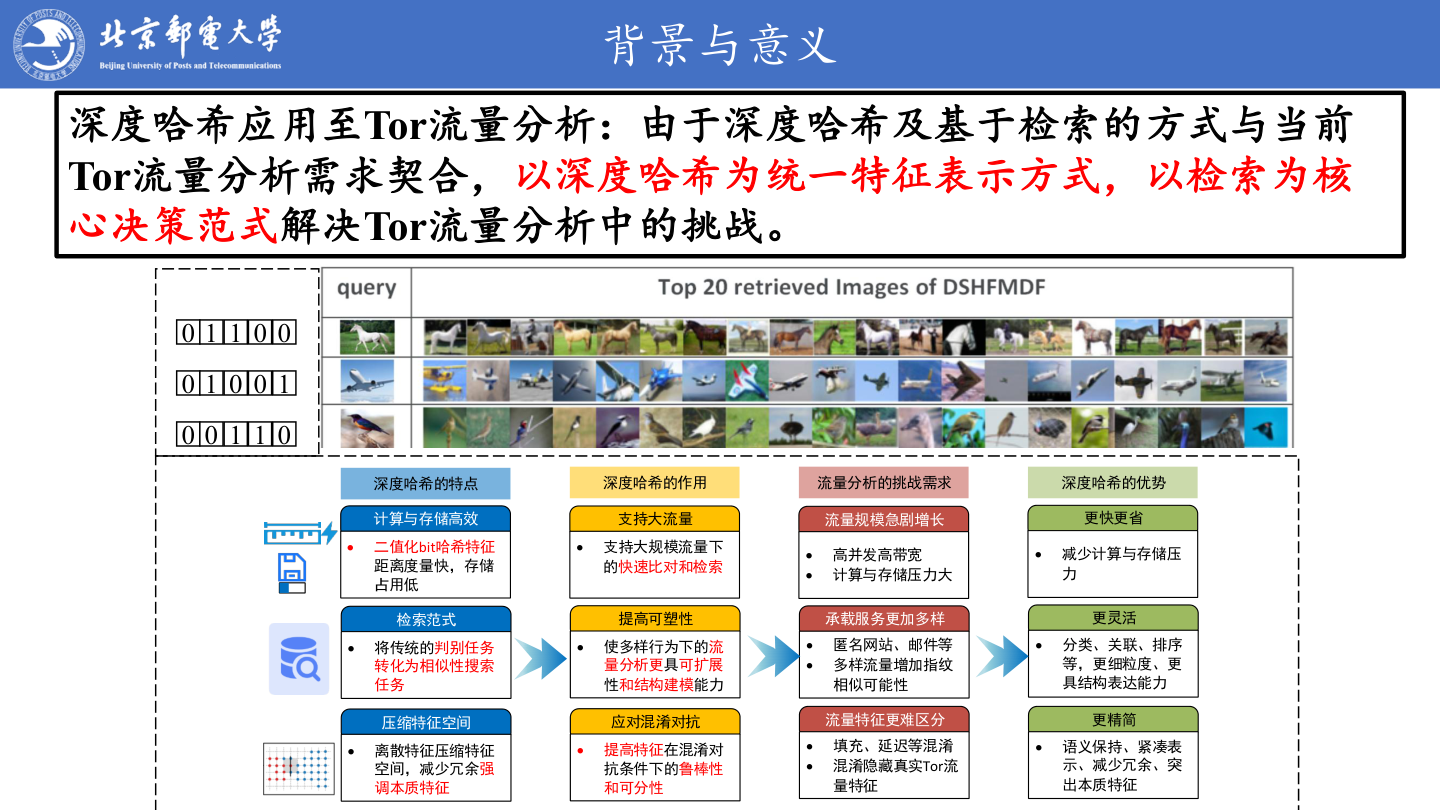 北京郵電大學
Beijing University of Posts and Telecommunications
背景与意义
深度哈希应用至Tor流量分析：由于深度哈希及基于检索的方式与当前
Tor流量分析需求契合，以深度哈希为统一特征表示方式，以检索为核
心决策范式解决Tor流量分析中的挑战。
query
Top 20 retrieved Images of DSHFMDF
0 1 1 0 0
0 1 0 0 1
0 0 1 1 0
深度哈希的特点
计算与存储高效
• 二值化bit哈希特征
距离度量快，存储
占用低
检索范式
• 将传统的判别任务
转化为相似性搜索
任务
压缩特征空间
• 离散特征压缩特征
空间，减少冗余强
调本质特征
深度哈希的作用
支持大流量
• 支持大规模流量下
的快速比对和检索
提高可塑性
• 使多样行为下的流
量分析更具可扩展
性和结构建模能力
应对混淆对抗
• 提高特征在混淆对
抗条件下的鲁棒性
和可分性
流量分析的挑战需求
流量规模急剧增长
• 高并发高带宽
• 计算与存储压力大
承载服务更加多样
• 匿名网站、邮件等
• 多样流量增加指纹
相似可能性
流量特征更难区分
• 填充、延迟等混淆
• 混淆隐藏真实Tor流
量特征
深度哈希的优势
更快更省
• 减少计算与存储压
力
更灵活
• 分类、关联、排序
等，更细粒度、更
具结构表达能力
更精简
• 语义保持、紧凑表
示、减少冗余、突
出本质特征